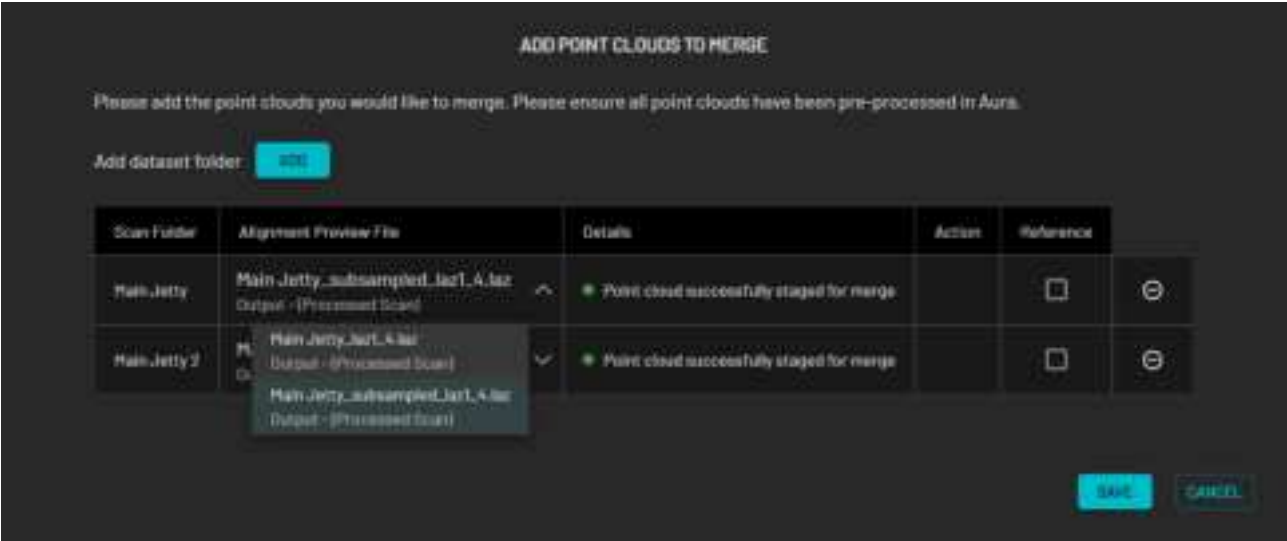 ADD POINT CLOUDS TO MERGE
Please add the point clouds you would like to merge. Please ensure all point clouds have been pre-processed in Aura.
Add dataset folder ADD
Scan Folder Alignment Preview File Details Action Reference
Main Jetty Main Jetty_subsampled_laz1_4.laz Point cloud successfully staged for merge
Output - (Processed Scan)
Main Jetty_laz1_4.laz
Main Jetty 2 Output - (Processed Scan) Point cloud successfully staged for merge
Main Jetty_subsampled_laz1_4.laz
Output - (Processed Scan)
SAVE CANCEL